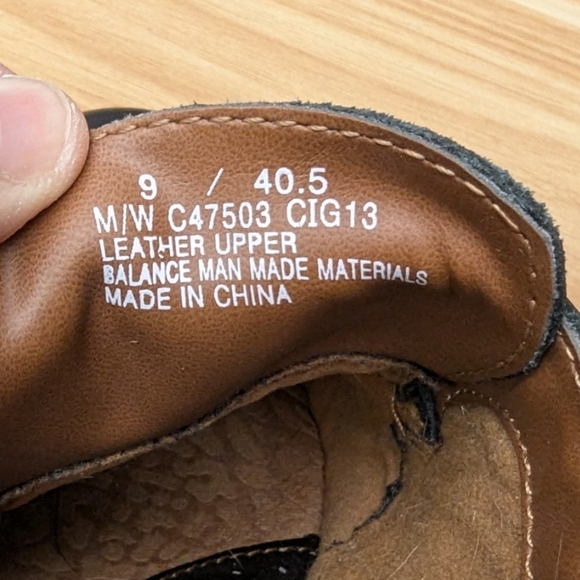 9 / 40.5
M/W C47503 CIG13
LEATHER UPPER
BALANCE MAN MADE MATERIALS
MADE IN CHINA